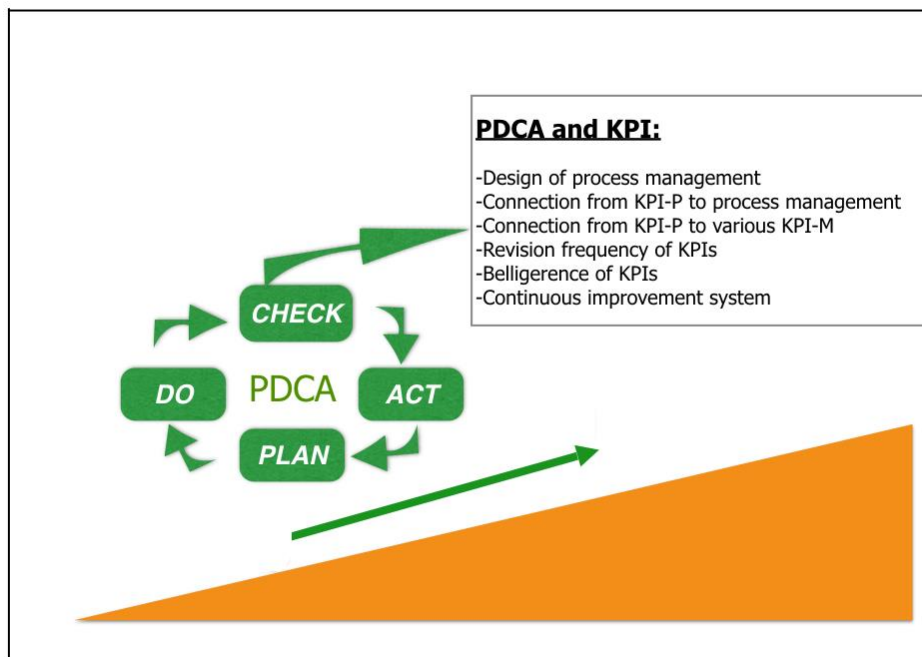 PDCA and KPI:
-Design of process management
-Connection from KPI-P to process management
-Connection from KPI-P to various KPI-M
-Revision frequency of KPIs
-Belligerence of KPIs
-Continuous improvement system
CHECK
DO
PDCA
ACT
PLAN